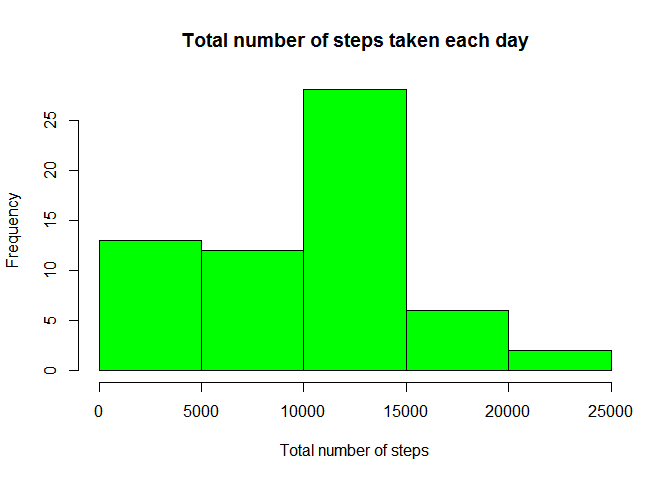 Total number of steps taken each day
Frequency
25
20
15
10
5
0
0 5000 10000 15000 20000 25000
Total number of steps